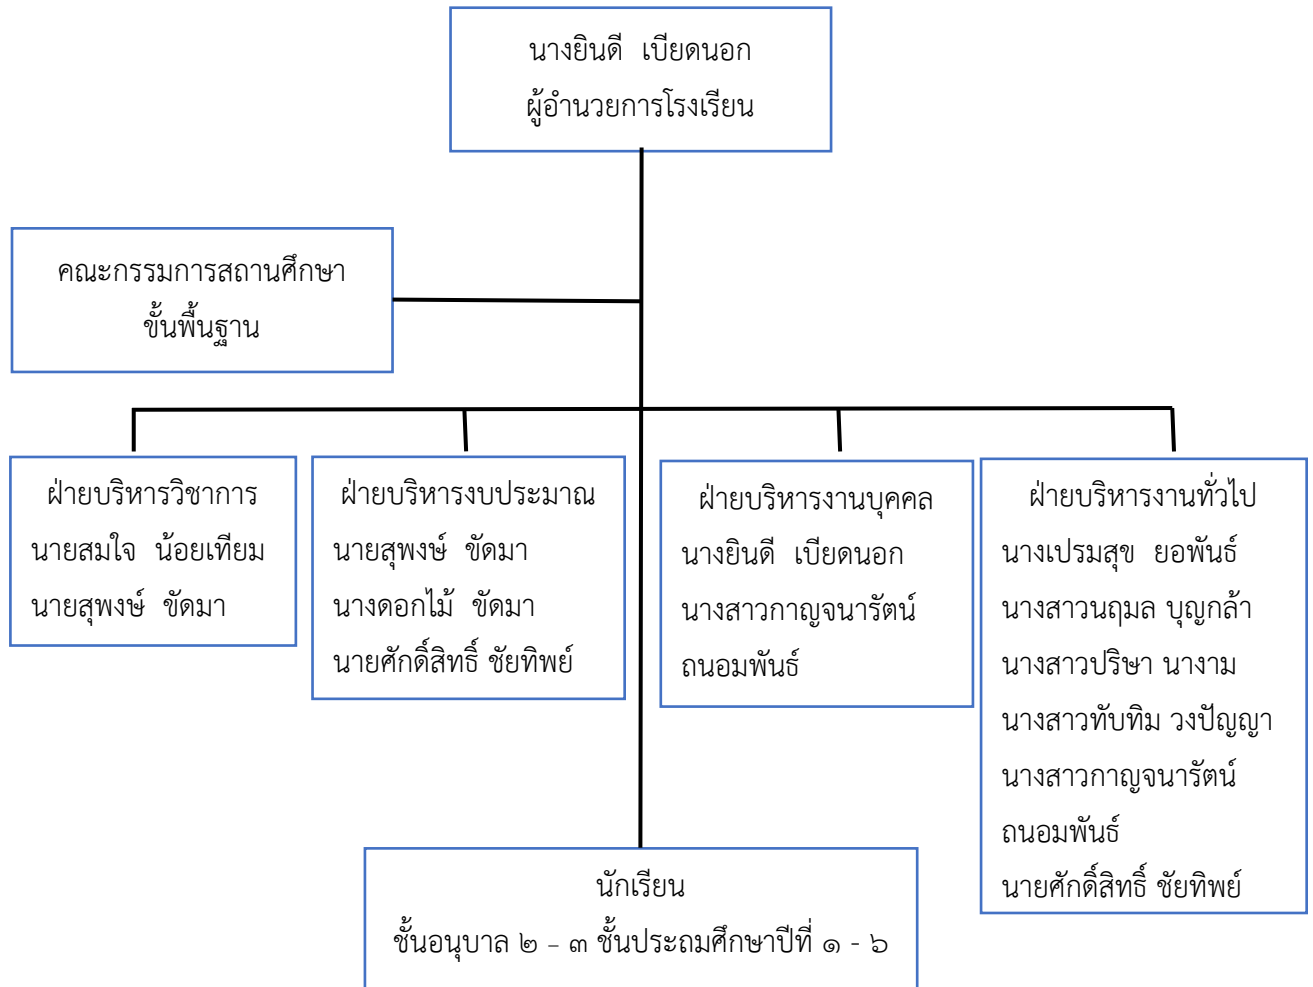 นางยินดี  เบียดนอก
ผู้อำนวยการโรงเรียน
คณะกรรมการสถานศึกษา
ขั้นพื้นฐาน
ฝ่ายบริหารวิชาการ
นายสมใจ  น้อยเทียม
นายสุพงษ์  ขัดมา
ฝ่ายบริหารงบประมาณ
นายสุพงษ์  ขัดมา
นางดอกไม้  ขัดมา
นายศักดิ์สิทธิ์ ชัยทิพย์
ฝ่ายบริหารงานบุคคล
นางยินดี  เบียดนอก
นางสาวกาญจนารัตน์
ถนอมพันธ์
ฝ่ายบริหารงานทั่วไป
นางเปรมสุข  ยอพันธ์
นางสาวนฤมล บุญกล้า
นางสาวปริษา นางาม
นางสาวทับทิม วงปัญญา
นางสาวกาญจนารัตน์
ถนอมพันธ์
นายศักดิ์สิทธิ์ ชัยทิพย์
นักเรียน
ชั้นอนุบาล ๒ – ๓ ชั้นประถมศึกษาปีที่ ๑ - ๖